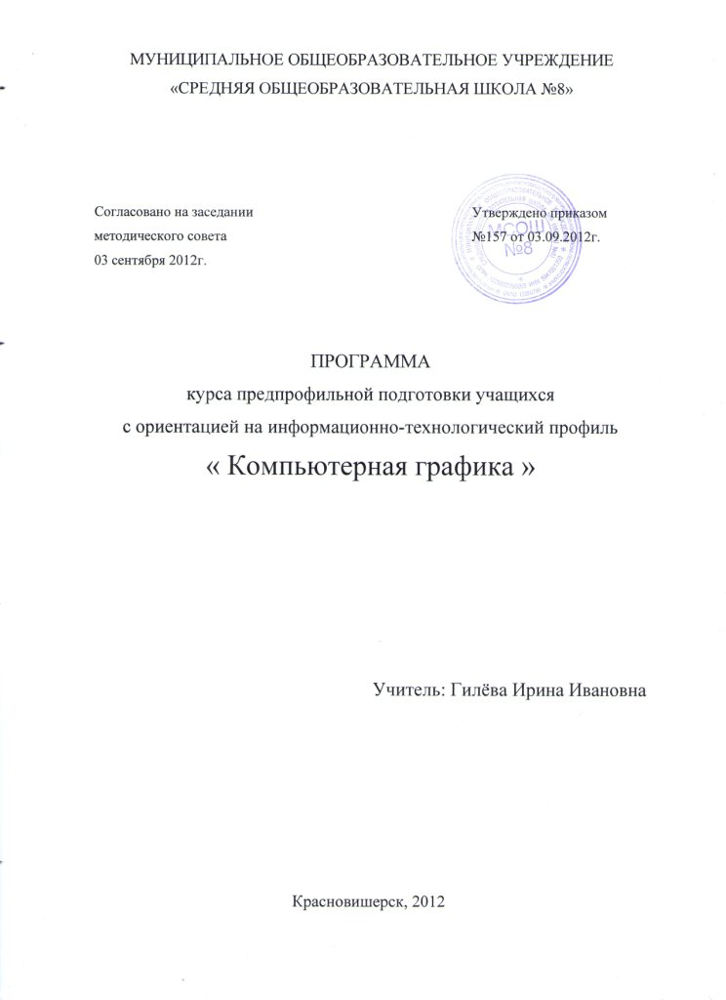 МУНИЦИПАЛЬНОЕ ОБЩЕОБРАЗОВАТЕЛЬНОЕ УЧРЕЖДЕНИЕ
«СРЕДНЯЯ ОБЩЕОБРАЗОВАТЕЛЬНАЯ ШКОЛА №8»
Согласовано на заседании
методического совета
03 сентября 2012г.
Утверждено приказом
№157 от 03.09.2012г.
МСОШ
№8
ПРОГРАММА
курса предпрофильной подготовки учащихся
с ориентацией на информационно-технологический профиль
« Компьютерная графика »
Учитель: Гилёва Ирина Ивановна
Красновишерск, 2012